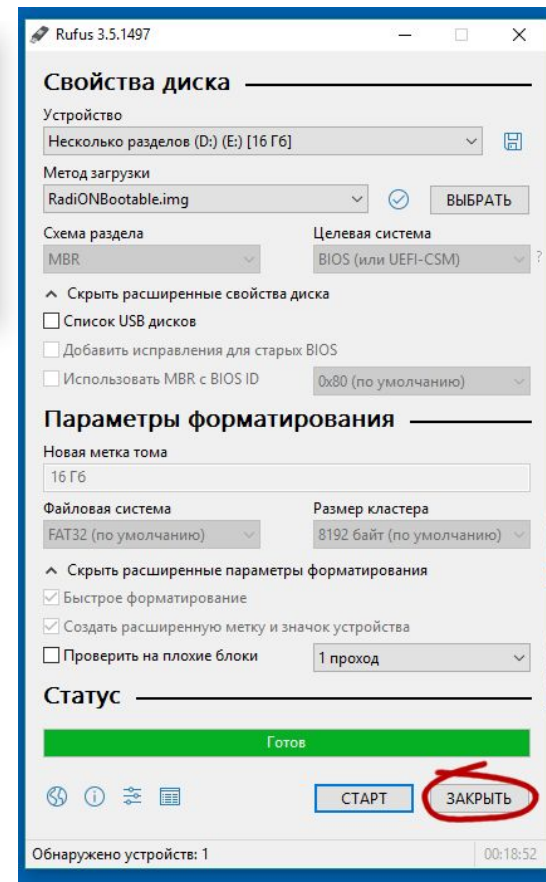 Rufus 3.5.1497
Свойства диска
Устройство
Несколько разделов (D:) (E:) [16 Гб]
Метод загрузки
RadiONBootable.img
ВЫБРАТЬ
Схема раздела Целевая система
MBR BIOS (или UEFI-CSM) ?
Скрыть расширенные свойства диска
Список USB дисков
Добавить исправления для старых BIOS
Использовать MBR с BIOS ID 0x80 (по умолчанию)
Параметры форматирования
Новая метка тома
16 Гб
Файловая система Размер кластера
FAT32 (по умолчанию) 8192 байт (по умолчанию)
Скрыть расширенные параметры форматирования
Быстрое форматирование
Создать расширенную метку и значок устройства
Проверить на плохие блоки 1 проход
Статус
Готов
СТАРТ ЗАКРЫТЬ
Обнаружено устройств: 1 00:18:52